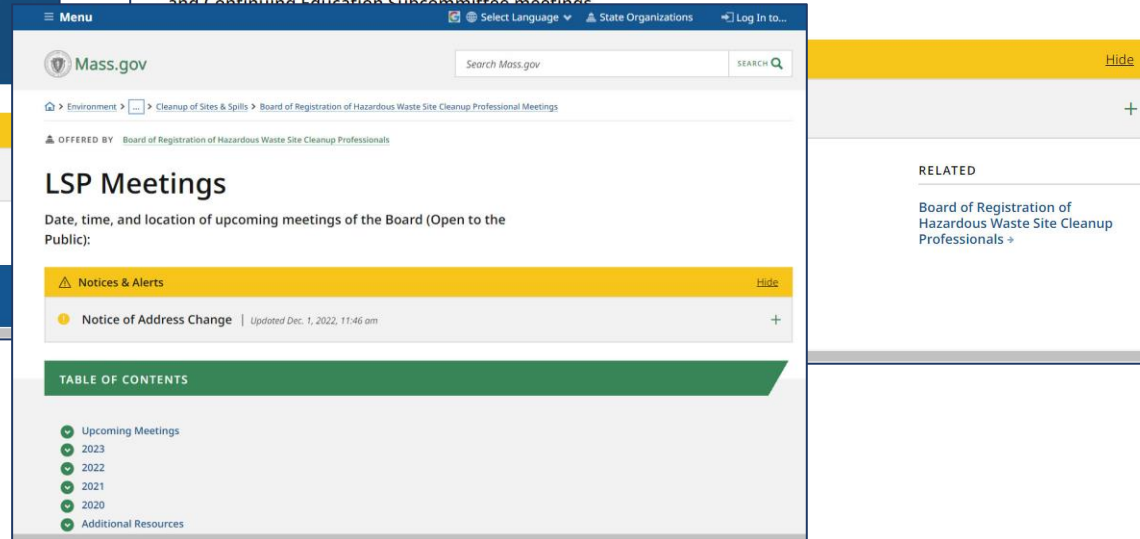 and Continuing Education Subcommittee meetings
Menu
Select Language
State Organizations
Log In to...
Mass.gov
Search Mass.gov
SEARCH
Environment > ... > Cleanup of Sites & Spills > Board of Registration of Hazardous Waste Site Cleanup Professional Meetings
OFFERED BY Board of Registration of Hazardous Waste Site Cleanup Professionals
LSP Meetings
Date, time, and location of upcoming meetings of the Board (Open to the
Public):
Notices & Alerts
Hide
Notice of Address Change | Updated Dec. 1, 2022, 11:46 am
+
TABLE OF CONTENTS
Upcoming Meetings
2023
2022
2021
2020
Additional Resources
Hide
+
RELATED
Board of Registration of
Hazardous Waste Site Cleanup
Professionals